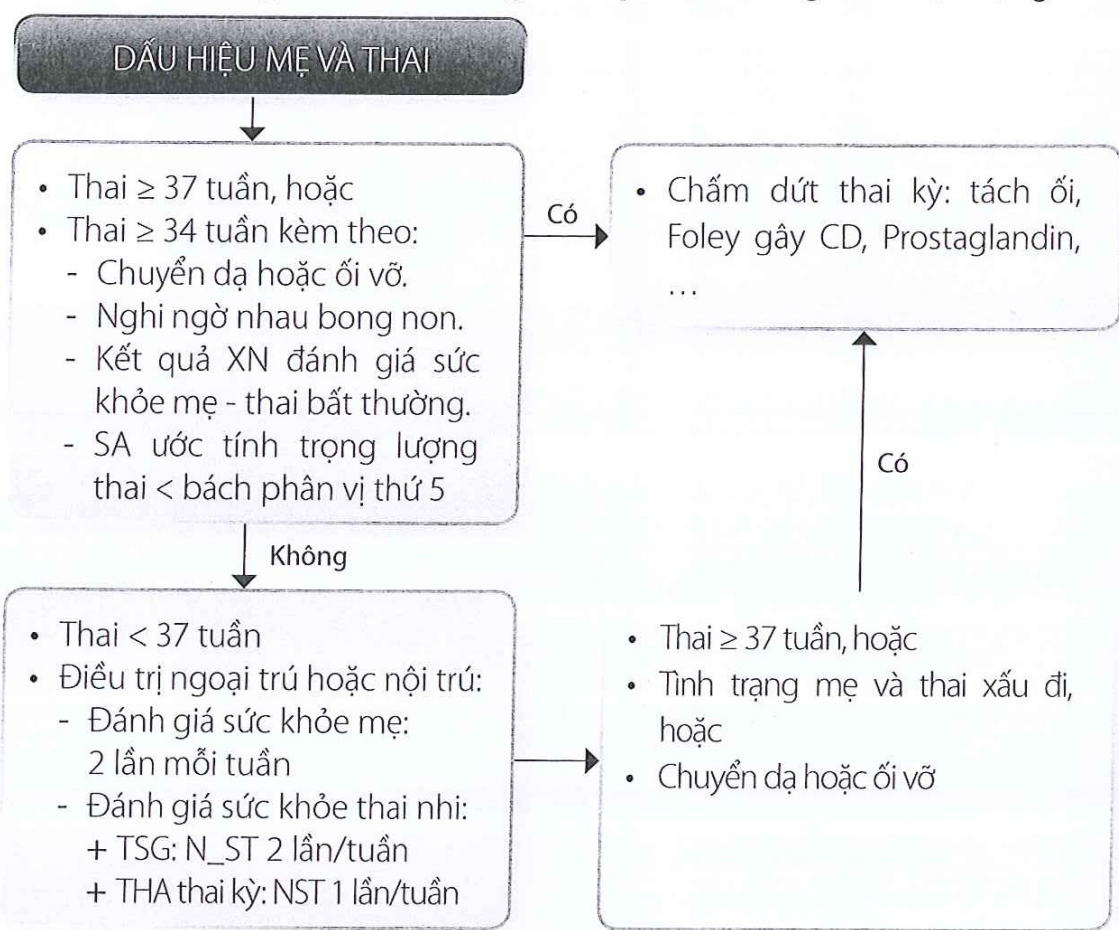 DẤU HIỆU MẸ VÀ THAI
• Thai ≥ 37 tuần, hoặc
• Thai ≥ 34 tuần kèm theo:
- Chuyển dạ hoặc ối vỡ.
- Nghi ngờ nhau bong non.
- Kết quả XN đánh giá sức
khỏe mẹ - thai bất thường.
- SA ước tính trọng lượng
thai < bách phân vị thứ 5
Có
• Chấm dứt thai kỳ: tách ối,
Foley gây CD, Prostaglandin,
...
Không
Có
• Thai < 37 tuần
• Điều trị ngoại trú hoặc nội trú:
- Đánh giá sức khỏe mẹ:
2 lần mỗi tuần
- Đánh giá sức khỏe thai nhi:
+ TSG: N_ST 2 lần/tuần
+ THA thai kỳ: NST 1 lần/tuần
• Thai ≥ 37 tuần, hoặc
• Tình trạng mẹ và thai xấu đi,
hoặc
• Chuyển dạ hoặc ối vỡ